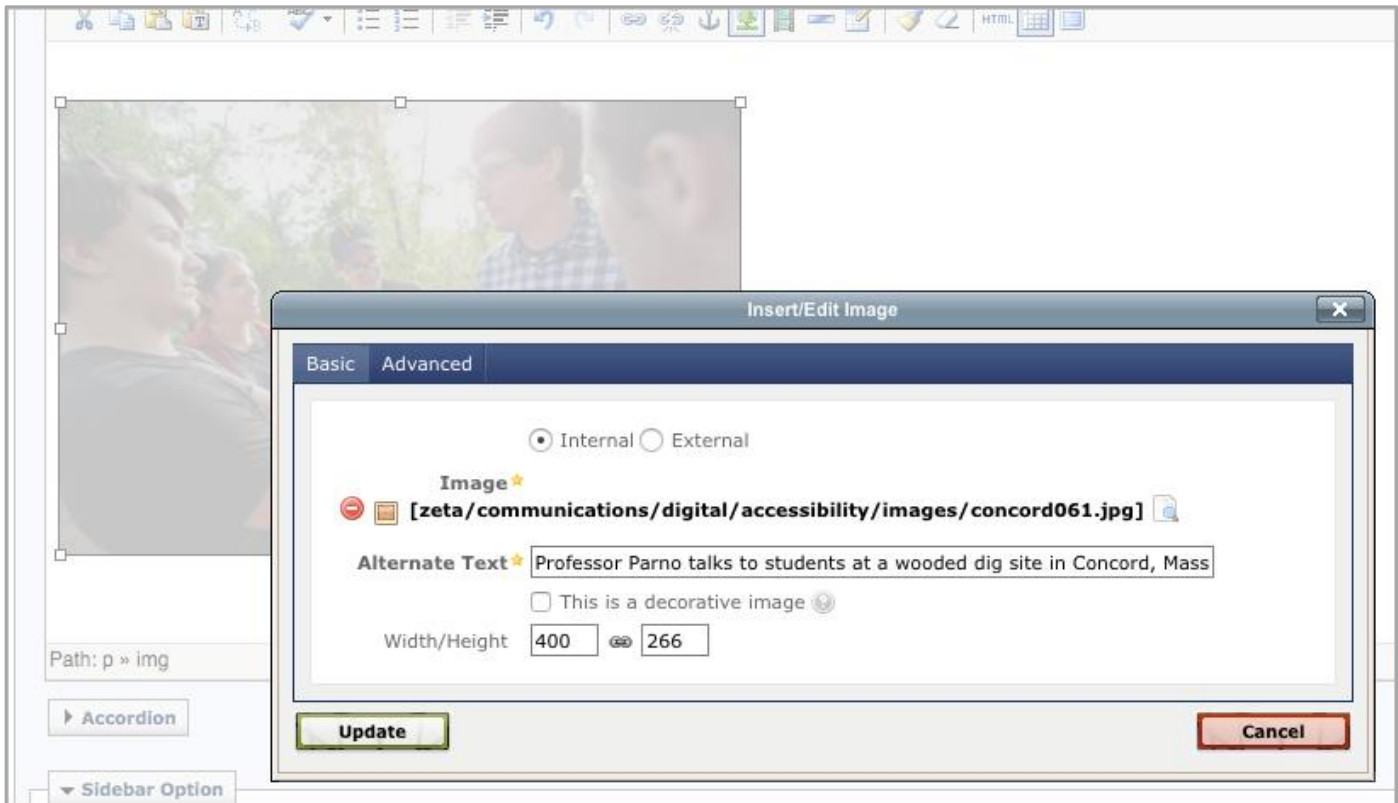 HTML
Insert/Edit Image
Basic Advanced
Internal External
Image
[zeta/communications/digital/accessibility/images/concord061.jpg]
Alternate Text Professor Parno talks to students at a wooded dig site in Concord, Mass
This is a decorative image
Width/Height 400 266
Path: p » img
Accordion
Update Cancel
Sidebar Option